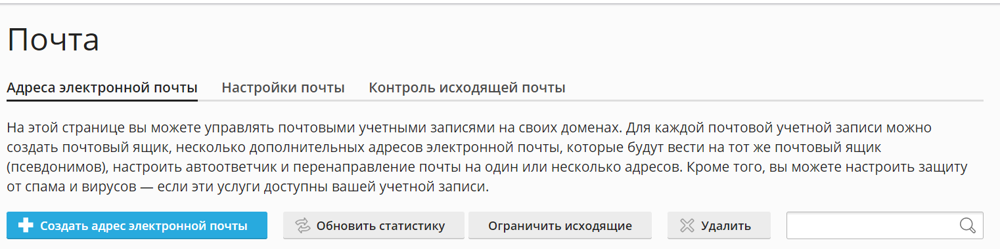 Почта
Адреса электронной почты Настройки почты Контроль исходящей почты
На этой странице вы можете управлять почтовыми учетными записями на своих доменах. Для каждой почтовой учетной записи можно
создать почтовый ящик, несколько дополнительных адресов электронной почты, которые будут вести на тот же почтовый ящик
(псевдонимов), настроить автоответчик и перенаправление почты на один или несколько адресов. Кроме того, вы можете настроить защиту
от спама и вирусов — если эти услуги доступны вашей учетной записи.
Создать адрес электронной почты Обновить статистику Ограничить исходящие Удалить